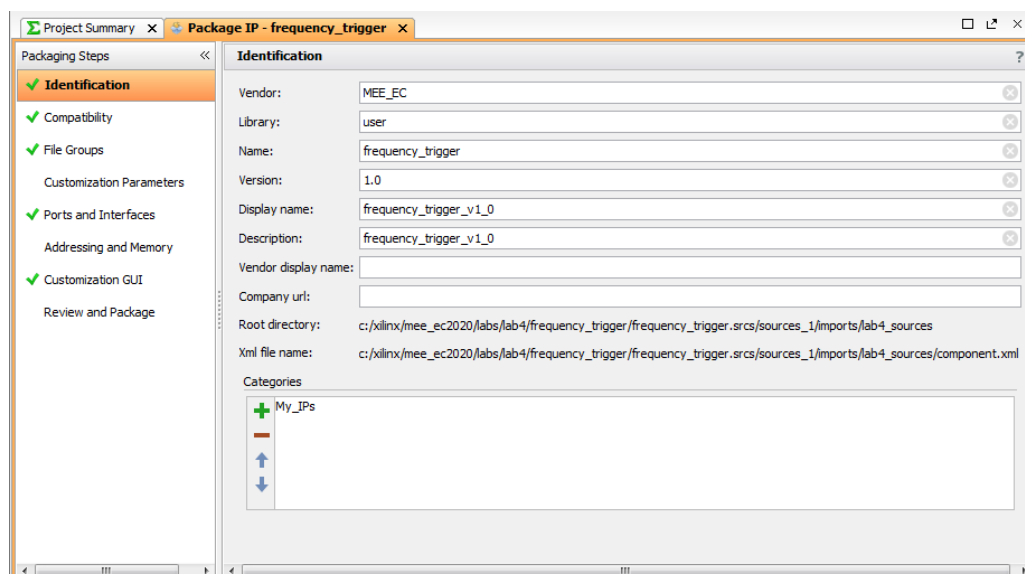 Project Summary X Package IP - frequency_trigger X
Packaging Steps «
Identification
Compatibility
File Groups
Customization Parameters
Ports and Interfaces
Addressing and Memory
Customization GUI
Review and Package
Identification ?
Vendor: MEE_EC
Library: user
Name: frequency_trigger
Version: 1.0
Display name: frequency_trigger_v1_0
Description: frequency_trigger_v1_0
Vendor display name:
Company url:
Root directory: c:/xilinx/mee_ec2020/labs/lab4/frequency_trigger/frequency_trigger.srcs/sources_1/imports/lab4_sources
Xml file name: c:/xilinx/mee_ec2020/labs/lab4/frequency_trigger/frequency_trigger.srcs/sources_1/imports/lab4_sources/component.xml
Categories
My_IPs